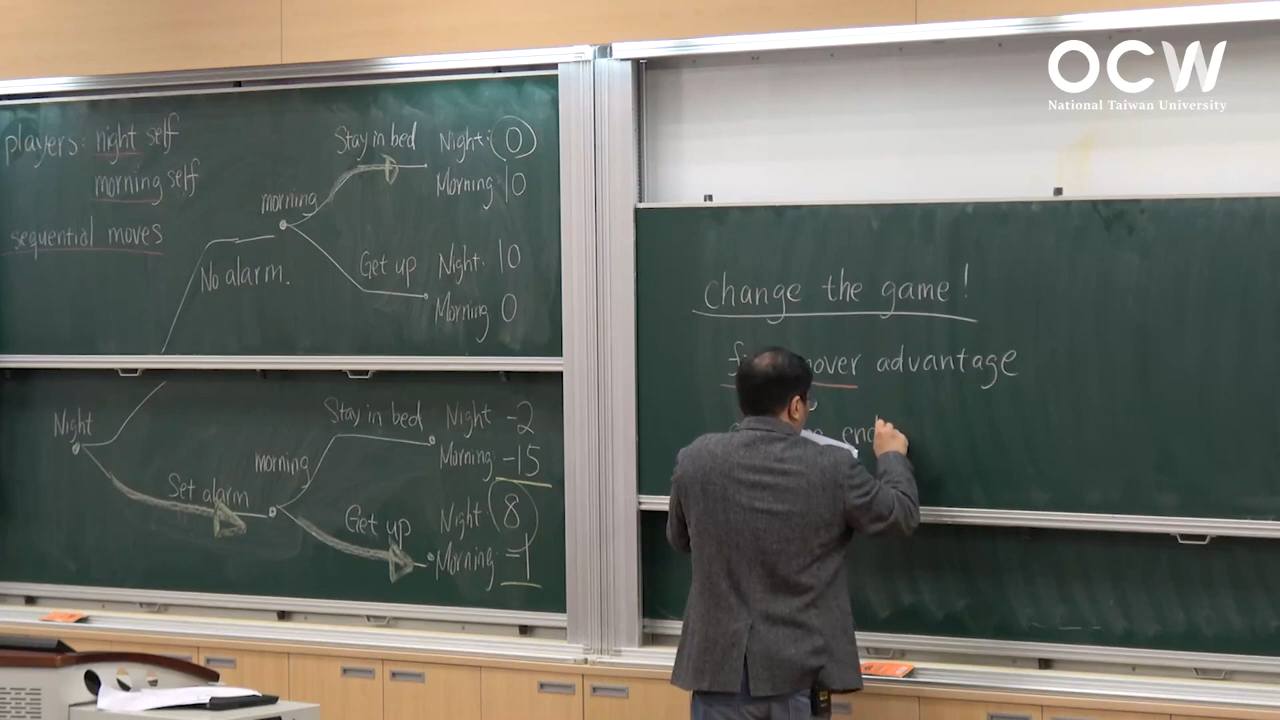 OCW
National Taiwan University
players: night self
morning self
sequential moves
Stay in bed
Night: 0
Morning 10
morning
No alarm.
Get up
Night. 10
Morning 0
Night
Set alarm
morning
Stay in bed
Night -2
Morning: -15
Get up
Night 8
Morning: -1
change the game!
mover advantage